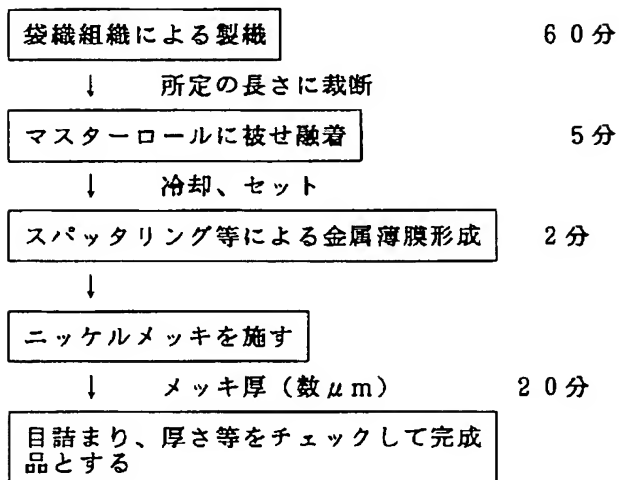 袋織組織による製織 60分
↓ 所定の長さに裁断
マスターロールに被せ融着 5分
↓ 冷却、セット
スパッタリング等による金属薄膜形成 2分
↓
ニッケルメッキを施す
↓ メッキ厚(数μm) 20分
目詰まり、厚さ等をチェックして完成
品とする